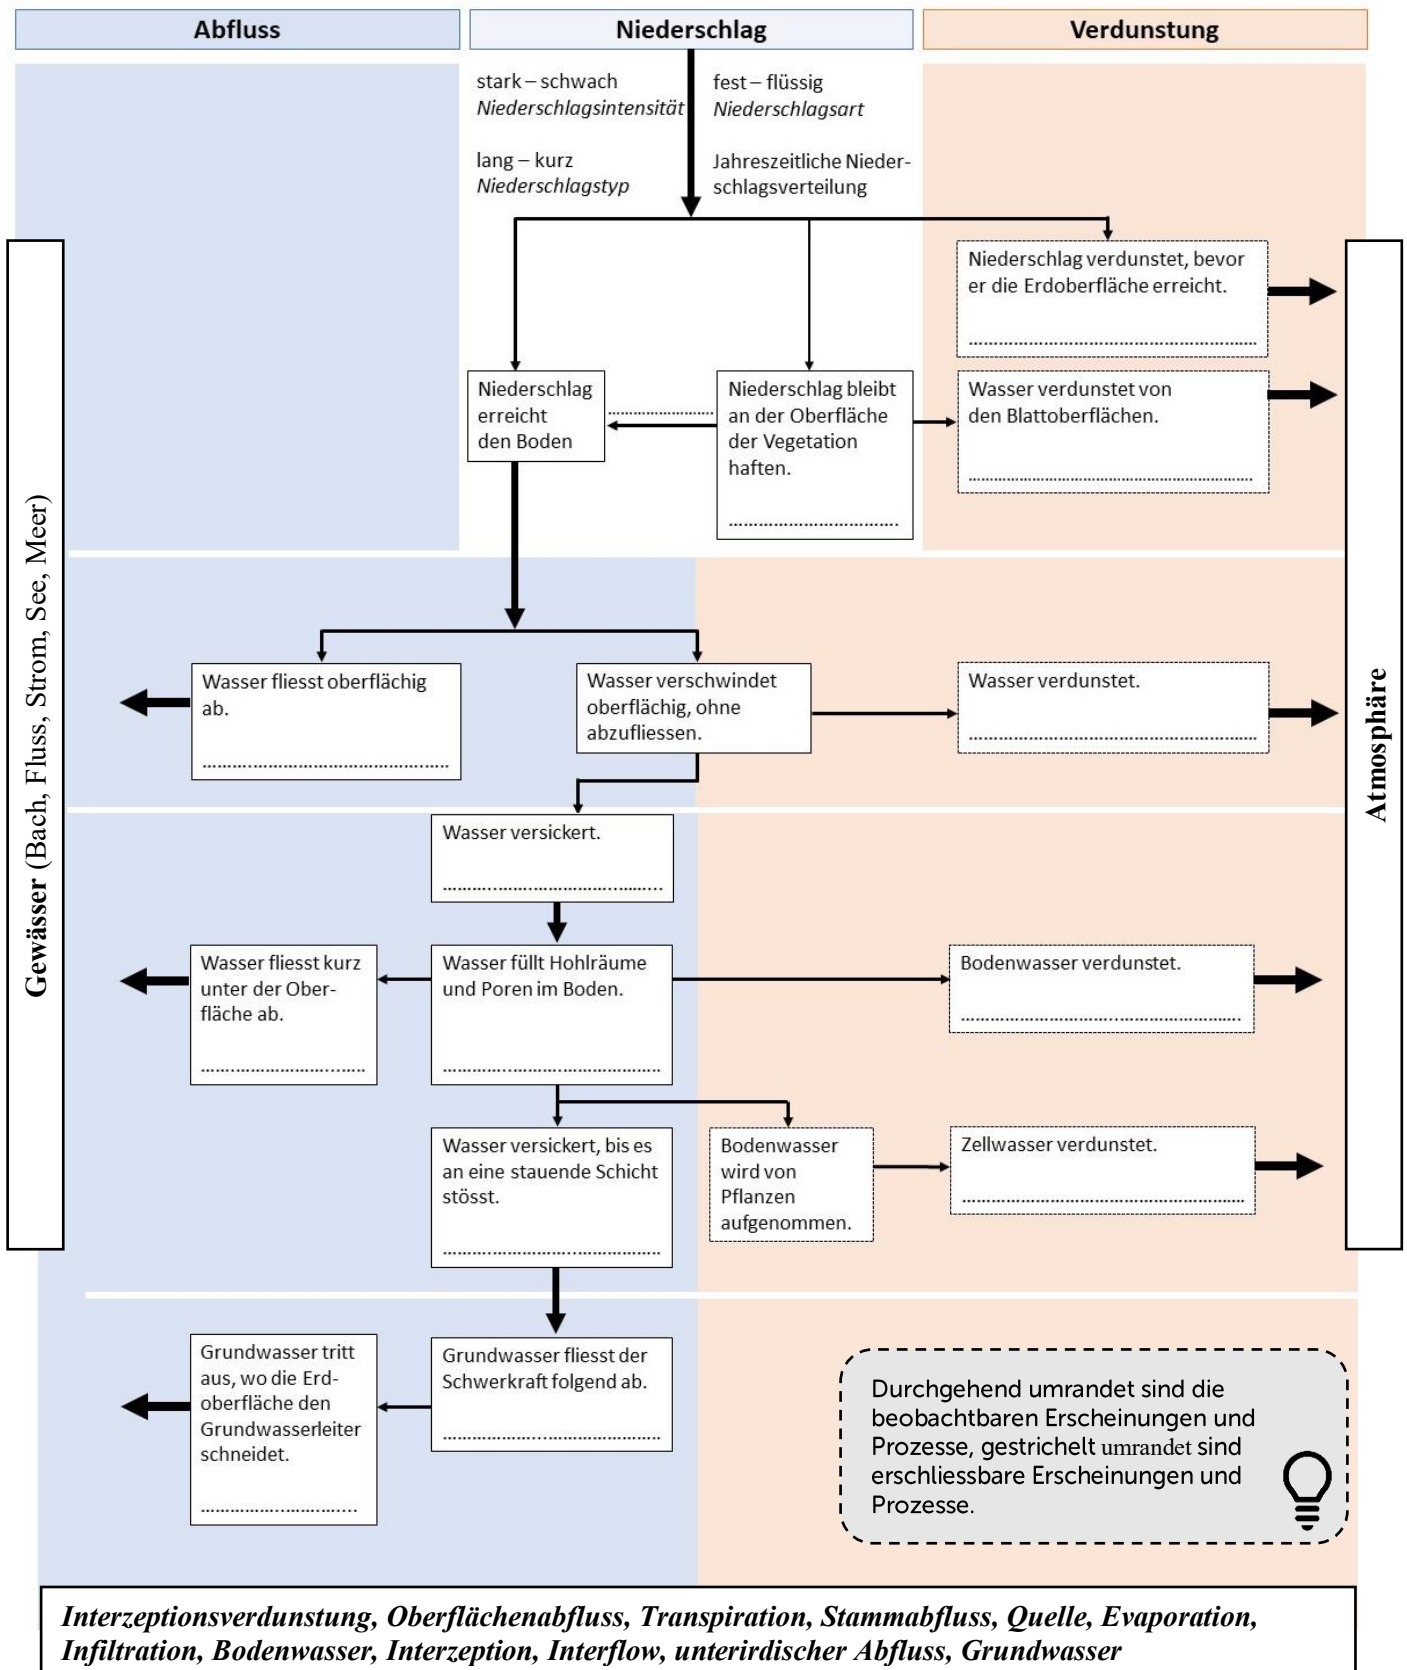 Abfluss
Niederschlag
Verdunstung
stark – schwach
Niederschlagsintensität
fest – flüssig
Niederschlagsart
lang – kurz
Niederschlagstyp
Jahreszeitliche Nieder-
schlagsverteilung
Niederschlag verdunstet, bevor
er die Erdoberfläche erreicht.
Niederschlag
erreicht
den Boden
Niederschlag bleibt
an der Oberfläche
der Vegetation
haften.
Wasser verdunstet von
den Blattoberflächen.
Gewässer (Bach, Fluss, Strom, See, Meer)
Atmosphäre
Wasser fliesst oberflächig
ab.
Wasser verschwindet
oberflächig, ohne
abzufliessen.
Wasser verdunstet.
Wasser versickert.
Wasser fliesst kurz
unter der Ober-
fläche ab.
Wasser füllt Hohlräume
und Poren im Boden.
Bodenwasser verdunstet.
Wasser versickert, bis es
an eine stauende Schicht
stösst.
Bodenwasser
wird von
Pflanzen
aufgenommen.
Zellwasser verdunstet.
Grundwasser tritt
aus, wo die Erd-
oberfläche den
Grundwasserleiter
schneidet.
Grundwasser fliesst der
Schwerkraft folgend ab.
Durchgehend umrandet sind die
beobachtbaren Erscheinungen und
Prozesse, gestrichelt umrandet sind
erschliessbare Erscheinungen und
Prozesse.
Interzeptionsverdunstung, Oberflächenabfluss, Transpiration, Stammabfluss, Quelle, Evaporation,
Infiltration, Bodenwasser, Interzeption, Interflow, unterirdischer Abfluss, Grundwasser